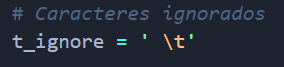 # Caracteres ignorados
t_ignore = ' \t'